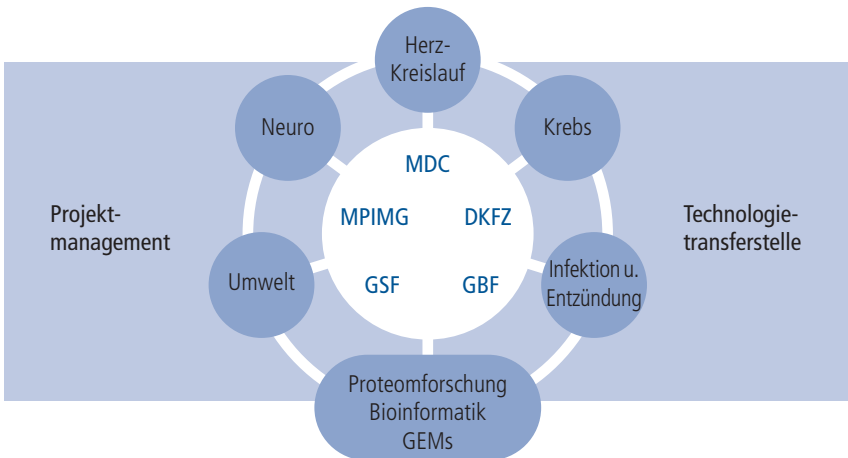 Herz-
Kreislauf
Neuro
Krebs
MDC
Projekt-
management
MPIMG
DKFZ
Technologie-
transferstelle
Umwelt
GSF
GBF
Infektion u.
Entzündung
Proteomforschung
Bioinformatik
GEMs